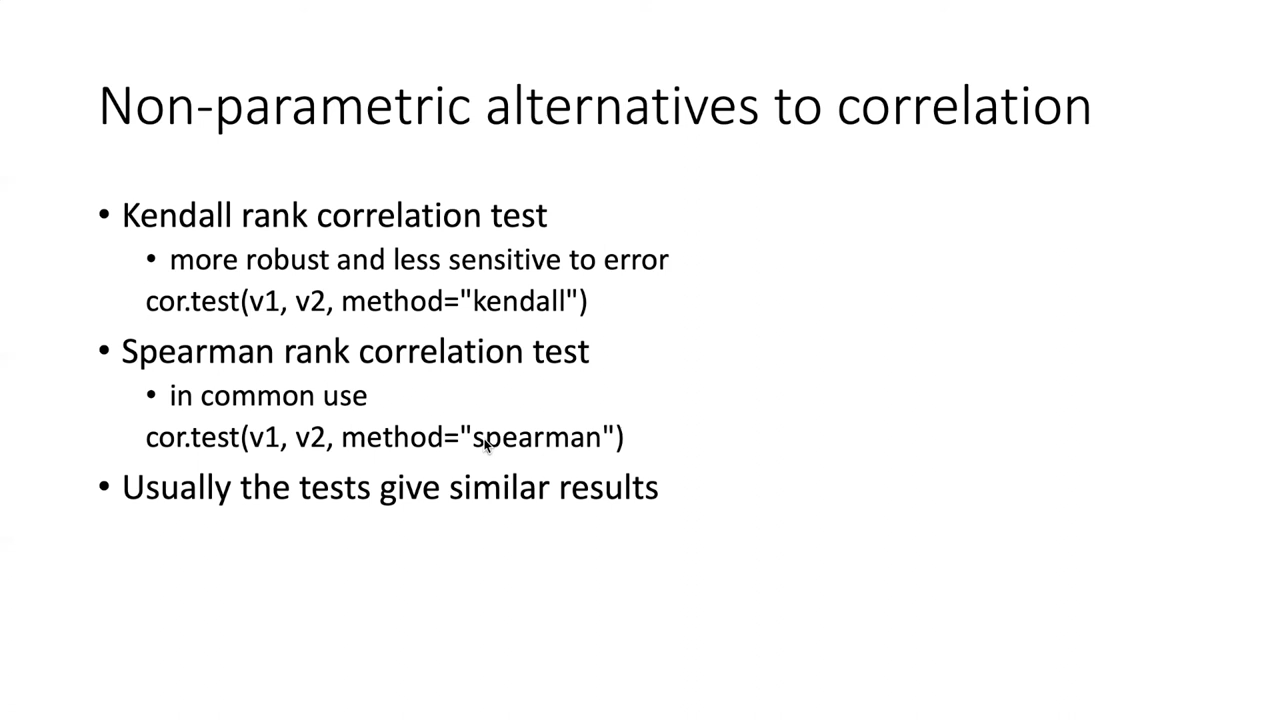 Non-parametric alternatives to correlation
• Kendall rank correlation test
• more robust and less sensitive to error
cor.test(v1, v2, method="kendall")
• Spearman rank correlation test
• in common use
cor.test(v1, v2, method="spearman")
• Usually the tests give similar results